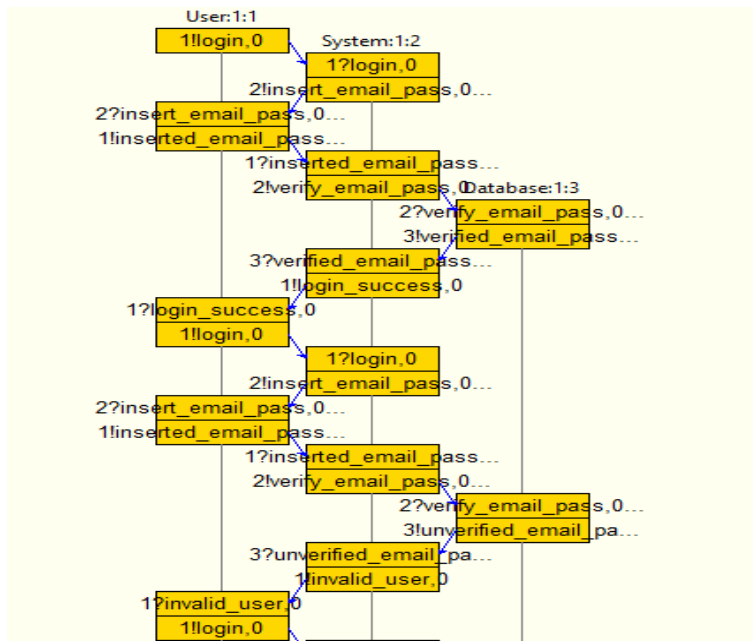 User:1:1
1!login,0
System:1:2
1?login,0
2!insert_email_pass,0...
2?insert_email_pass,0...
1!inserted_email_pass...
1?inserted_email_pass...
2!verify_email_pass,0
Database:1:3
2?verify_email_pass,0...
3!verified_email_pass...
3?verified_email_pass...
1!login_success,0
1?login_success,0
1!login,0
1?login,0
2!insert_email_pass,0...
2?insert_email_pass,0...
1!inserted_email_pass...
1?inserted_email_pass...
2!verify_email_pass,0
2?verify_email_pass,0...
3!unverified_email_pa...
3?unverified_email_pa...
1!invalid_user,0
1?invalid_user,0
1!login,0